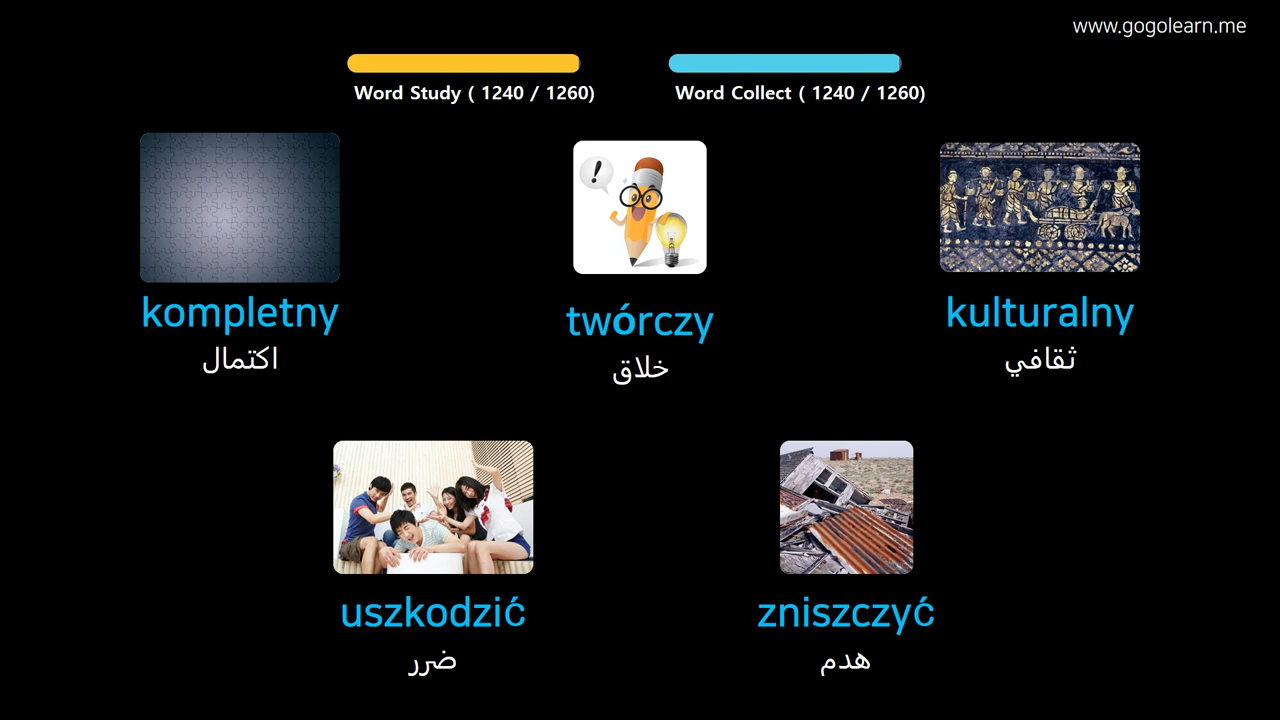 www.gogolearn.me
Word Study ( 1240 / 1260)
Word Collect ( 1240 / 1260)
kompletny
اكتمال
twórczy
خلاق
kulturalny
ثقافي
uszkodzić
ضرر
zniszczyć
هدم